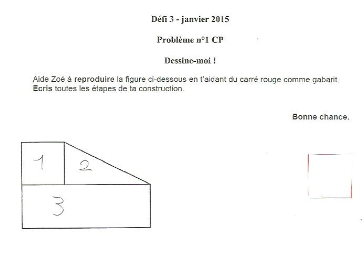 Défi 3 - janvier 2015
Problème n°1 CP
Dessine-moi !
Aide Zoé à reproduire la figure ci-dessous en t'aidant du carré rouge comme gabarit.
Ecris toutes les étapes de ta construction.
Bonne chance.
1 2
3